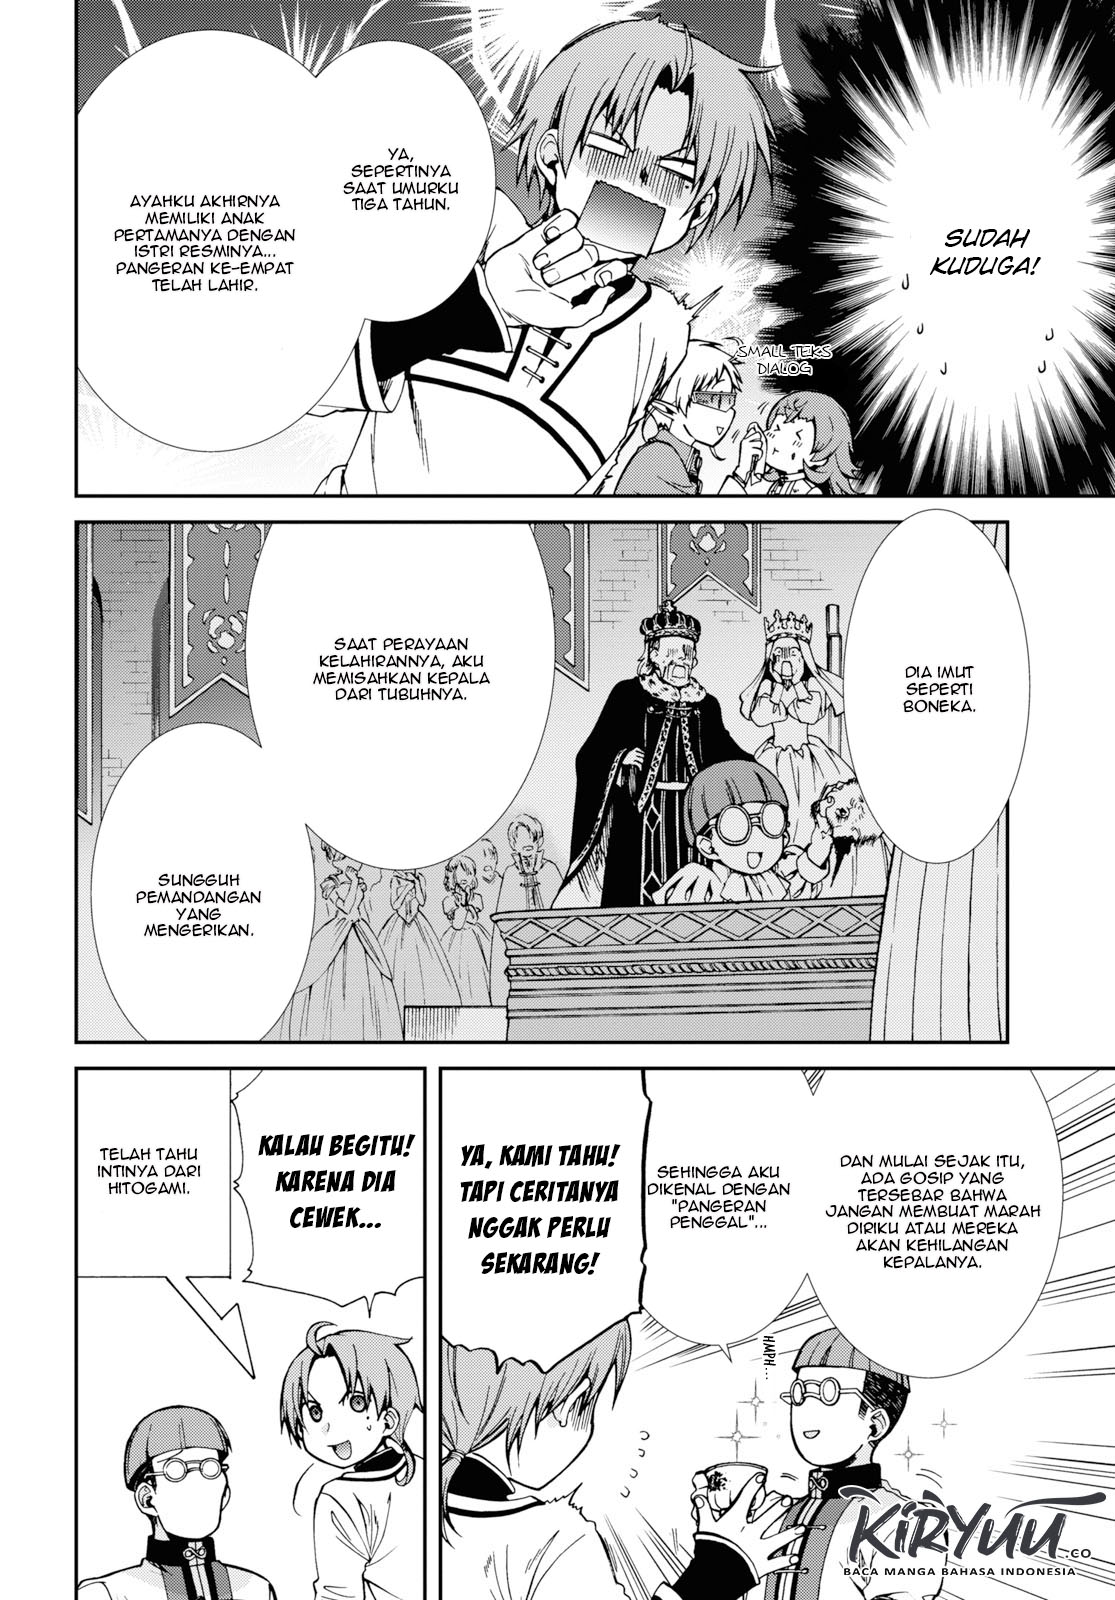 SUDAH
KUDUGA!
YA,
SEPERTINYA
SAAT UMURKU
TIGA TAHUN.
AYAHKU AKHIRNYA
MEMILIKI ANAK
PERTAMANYA DENGAN
ISTRI RESMINYA...
PANGERAN KE-EMPAT
TELAH LAHIR.
SMALL TEKS
DIALOG
DIA IMUT
SEPERTI
BONEKA.
SAAT PERAYAAN
KELAHIRANNYA, AKU
MEMISAHKAN KEPALA
DARI TUBUHNYA.
SUNGGUH
PEMANDANGAN
YANG
MENGERIKAN.
DAN MULAI SEJAK ITU,
ADA GOSIP YANG
TERSEBAR BAHWA
JANGAN MEMBUAT MARAH
DIRIKU ATAU MEREKA
AKAN KEHILANGAN
KEPALANYA.
SEHINGGA AKU
DIKENAL DENGAN
"PANGERAN
PENGGAL"...
HMPH...
YA, KAMI TAHU!
TAPI CERITANYA
NGGAK PERLU
SEKARANG!
KALAU BEGITU!
KARENA DIA
CEWEK...
TELAH TAHU
INTINYA DARI
HITOGAMI.
KIRYUU.CO
BACA MANGA BAHASA INDONESIA